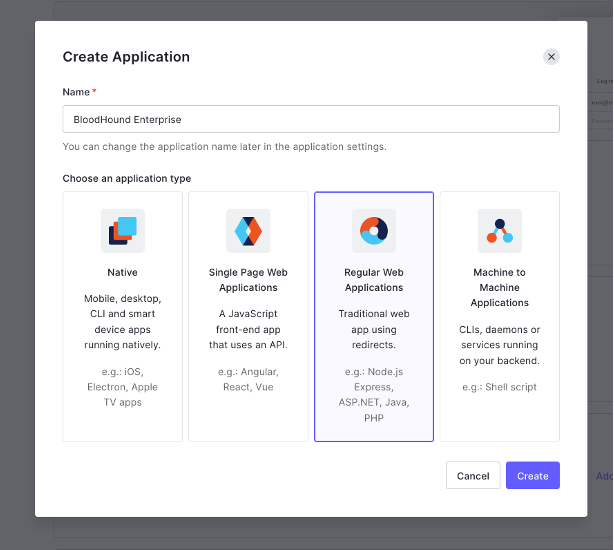 Create Application
Name *
BloodHound Enterprise
You can change the application name later in the application settings.
Choose an application type
Native
Mobile, desktop,
CLI and smart
device apps
running natively.
e.g.: iOS,
Electron, Apple
TV apps
Single Page Web
Applications
A JavaScript
front-end app
that uses an API.
e.g.: Angular,
React, Vue
Regular Web
Applications
Traditional web
app using
redirects.
e.g.: Node.js
Express,
ASP.NET, Java,
PHP
Machine to
Machine
Applications
CLIs, daemons or
services running
on your backend.
e.g.: Shell script
Cancel
Create